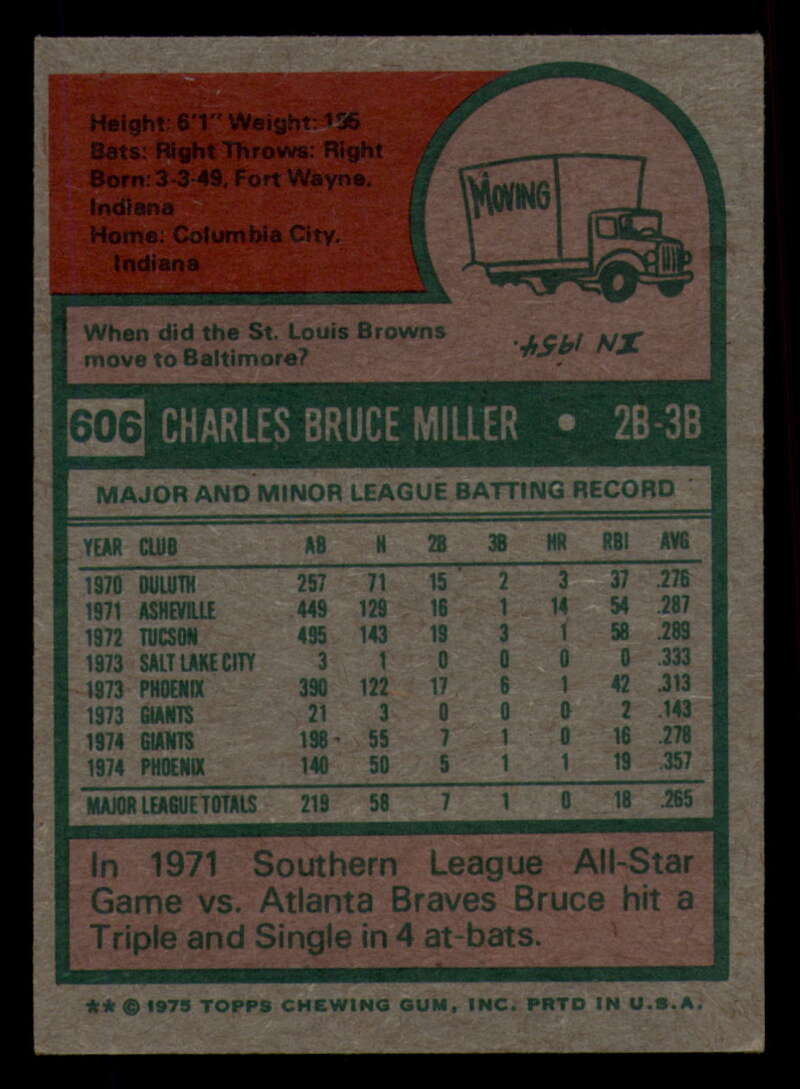 Height: 6'1" Weight: 155
Bats: Right Throws: Right
Born: 3-3-49, Fort Wayne,
Indiana
Home: Columbia City,
Indiana
MOVING
When did the St. Louis Browns
move to Baltimore?
IN 1954.
606 CHARLES BRUCE MILLER • 2B-3B
MAJOR AND MINOR LEAGUE BATTING RECORD
YEAR CLUB AB H 2B 3B HR RBI AVG
1970 DULUTH 257 71 15 2 3 37 .276
1971 ASHEVILLE 449 129 16 1 14 54 .287
1972 TUCSON 495 143 19 3 1 58 .289
1973 SALT LAKE CITY 3 1 0 0 0 0 .333
1973 PHOENIX 390 122 17 6 1 42 .313
1973 GIANTS 21 3 0 0 0 2 .143
1974 GIANTS 198 55 7 1 0 16 .278
1974 PHOENIX 140 50 5 1 1 19 .357
MAJOR LEAGUE TOTALS 219 58 7 1 0 18 .265
In 1971 Southern League All-Star
Game vs. Atlanta Braves Bruce hit a
Triple and Single in 4 at-bats.
** © 1975 TOPPS CHEWING GUM, INC. PRTD IN U.S.A.